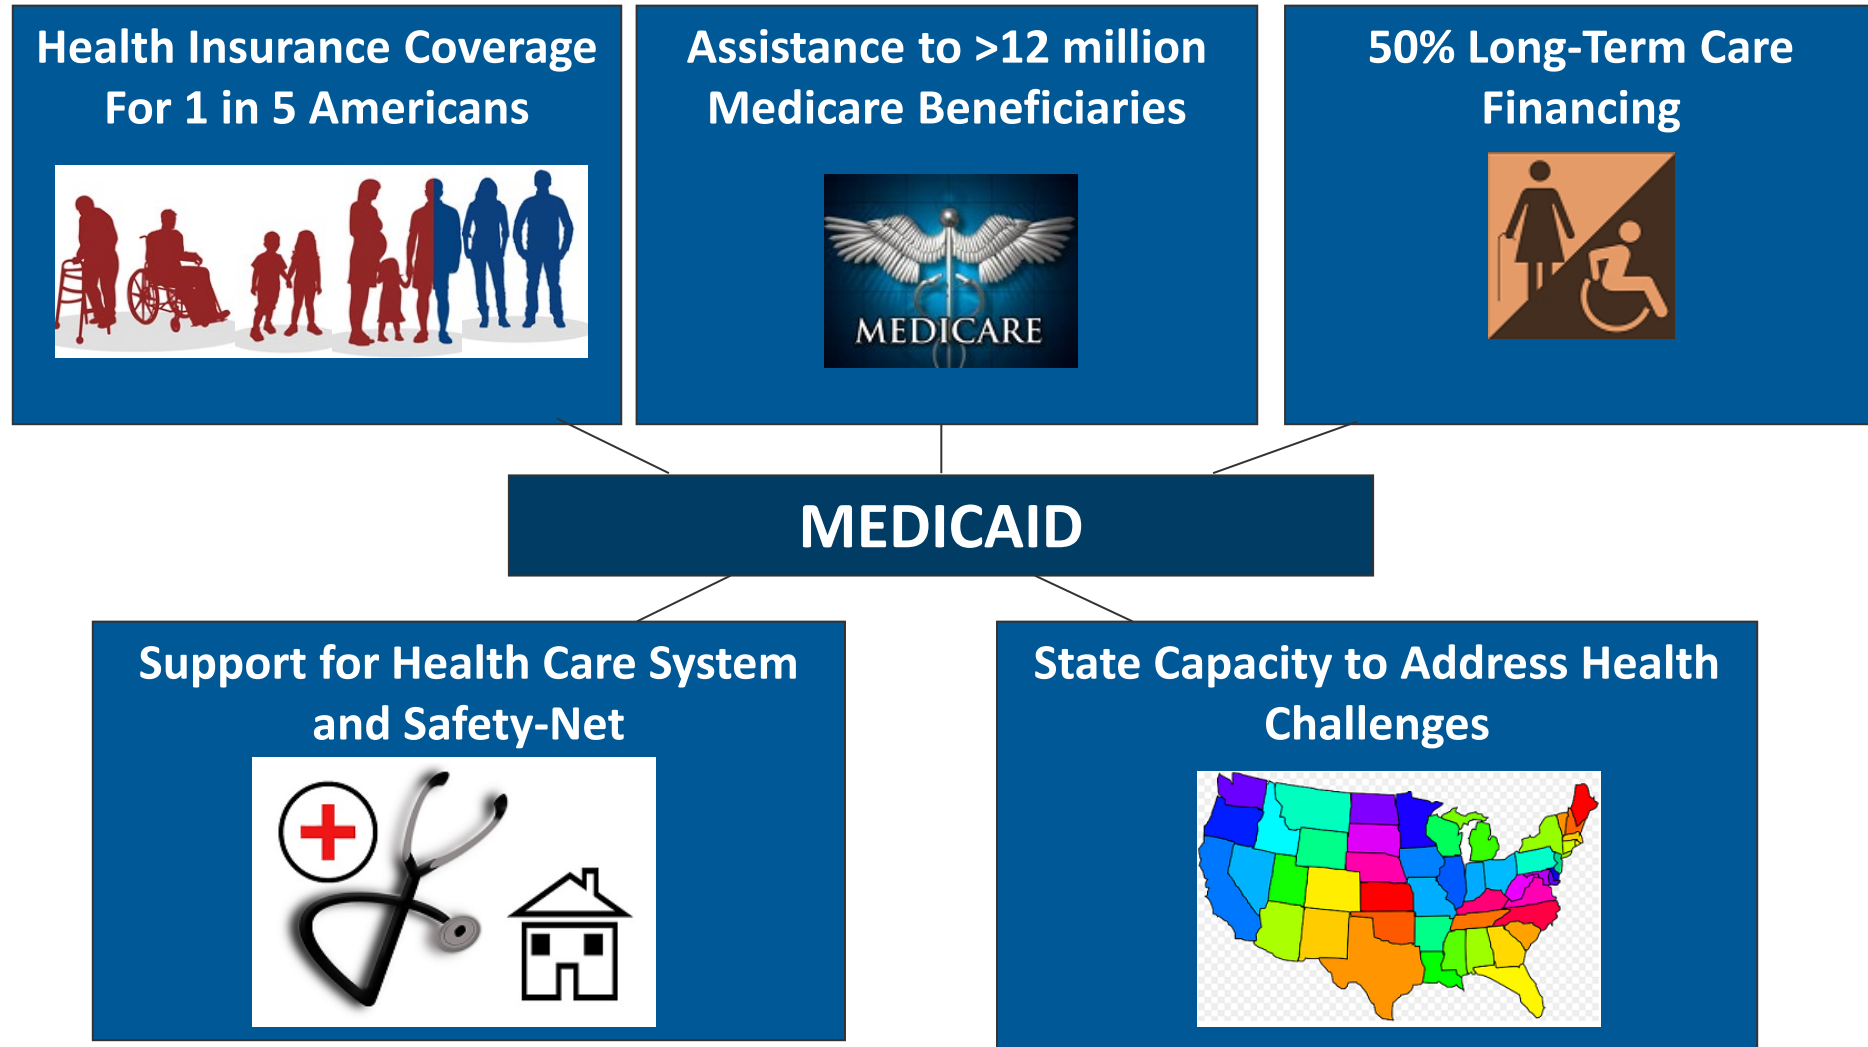 Health Insurance Coverage
For 1 in 5 Americans
Assistance to >12 million
Medicare Beneficiaries
MEDICARE
50% Long-Term Care
Financing
MEDICAID
Support for Health Care System
and Safety-Net
State Capacity to Address Health
Challenges